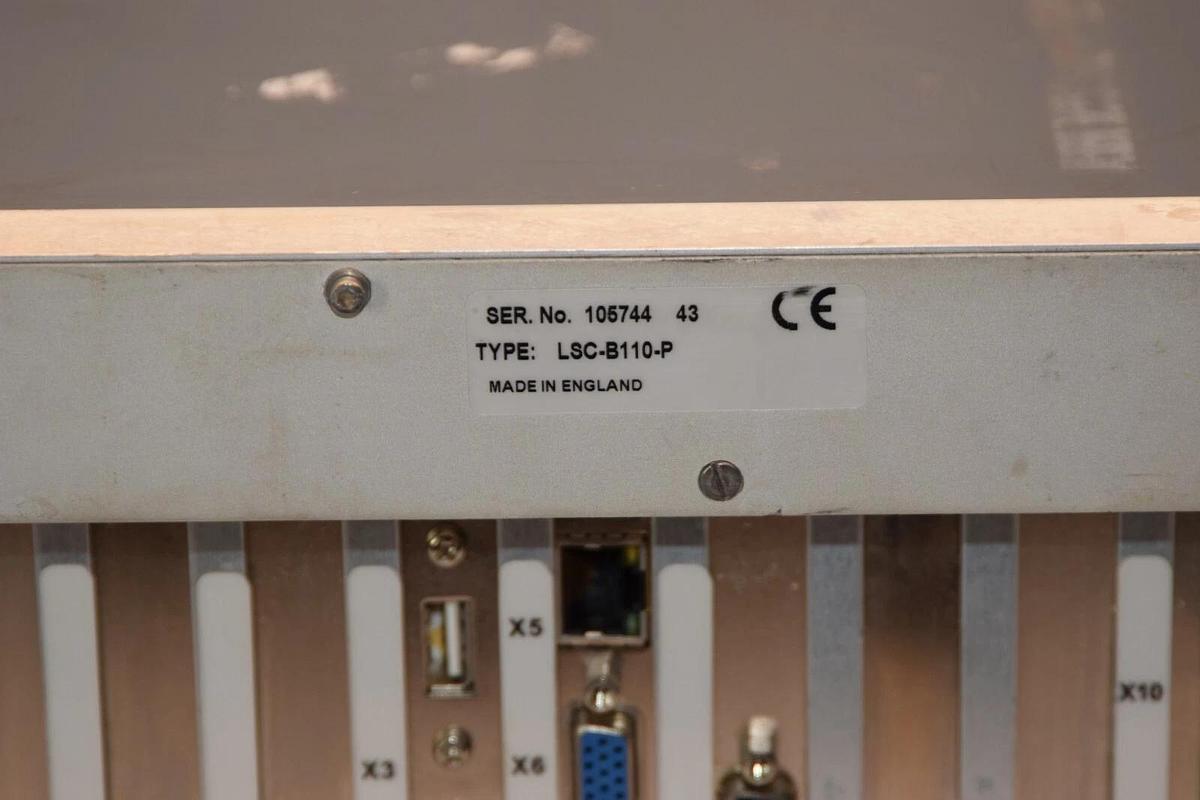 SER. No. 105744 43 CE
TYPE: LSC-B110-P
MADE IN ENGLAND
X5
X10
X3
X6